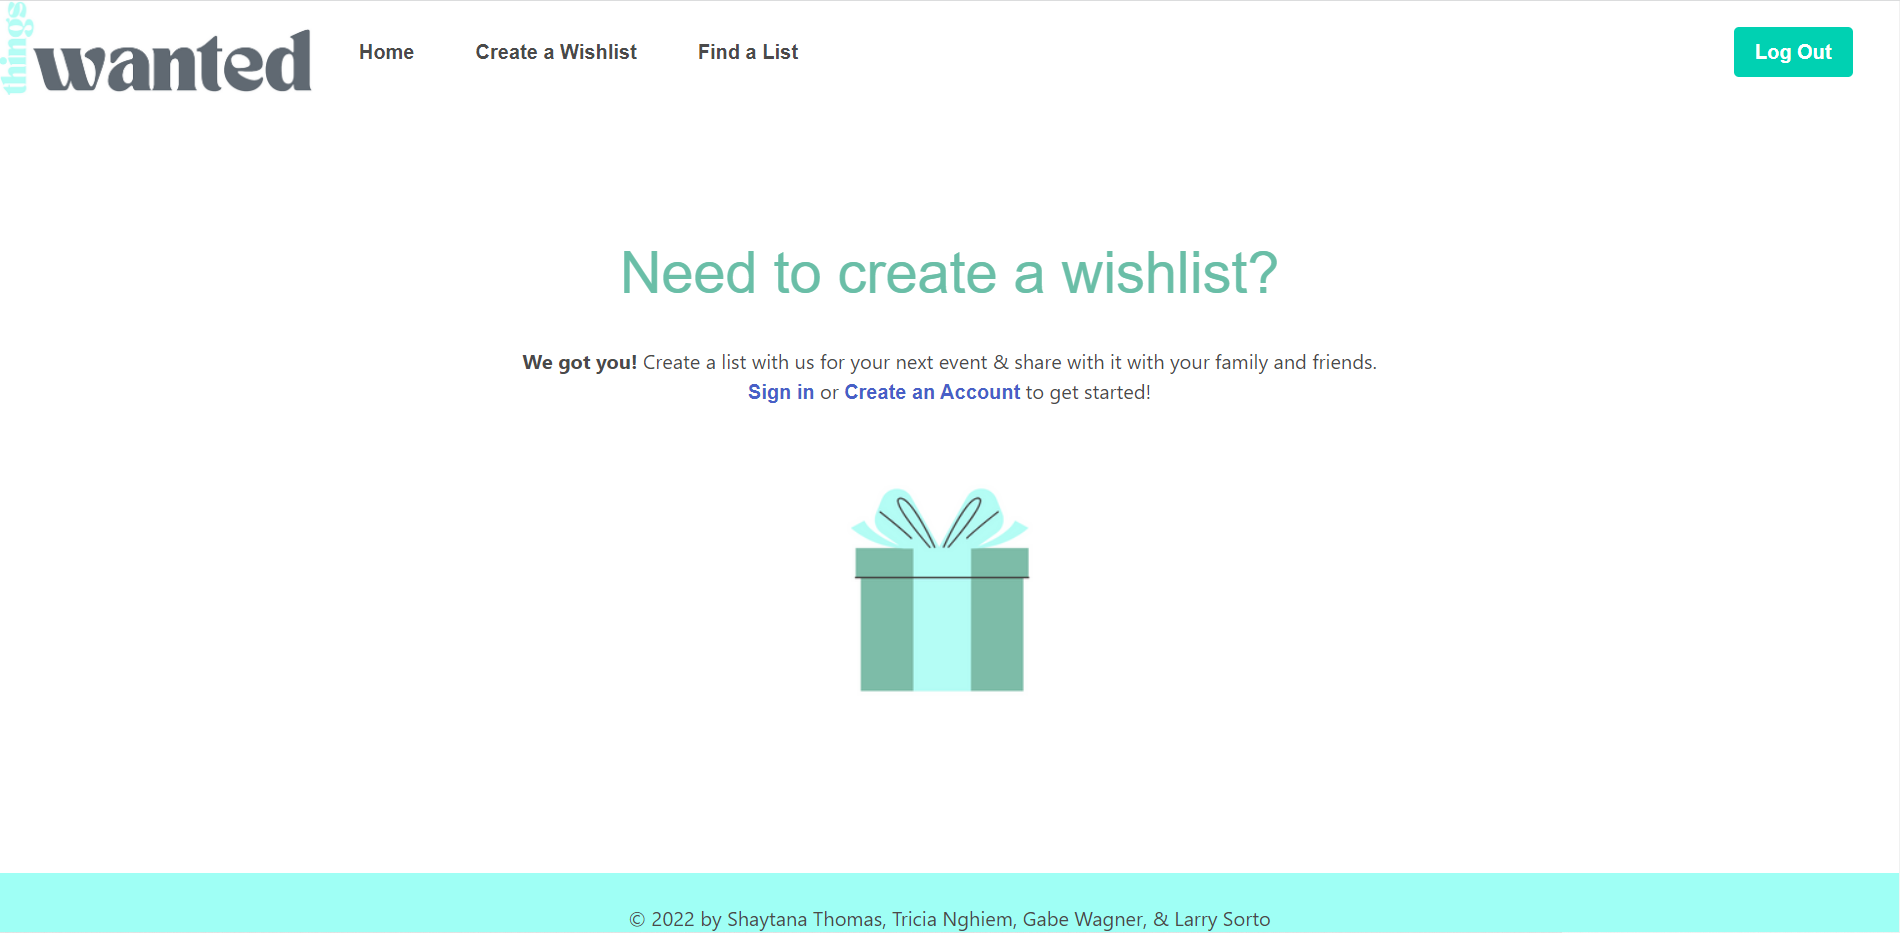 things
wanted
Home
Create a Wishlist
Find a List
Log Out
Need to create a wishlist?
We got you! Create a list with us for your next event & share with it with your family and friends.
Sign in or Create an Account to get started!
© 2022 by Shaytana Thomas, Tricia Nghiem, Gabe Wagner, & Larry Sorto